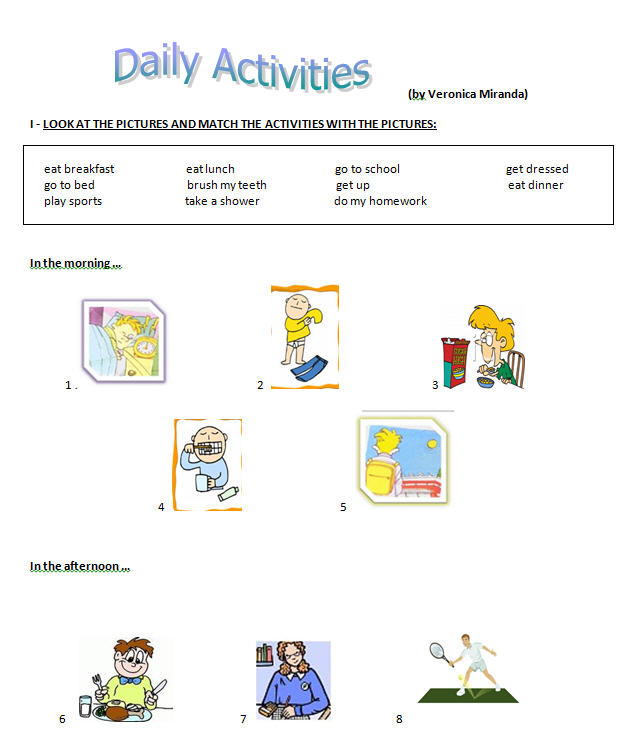 Daily Activities
(by Veronica Miranda)
I - LOOK AT THE PICTURES AND MATCH THE ACTIVITIES WITH THE PICTURES:
eat breakfast eat lunch go to school get dressed
go to bed brush my teeth get up eat dinner
play sports take a shower do my homework
In the morning ...
1 . 2 3
4 5
In the afternoon ...
6 7 8